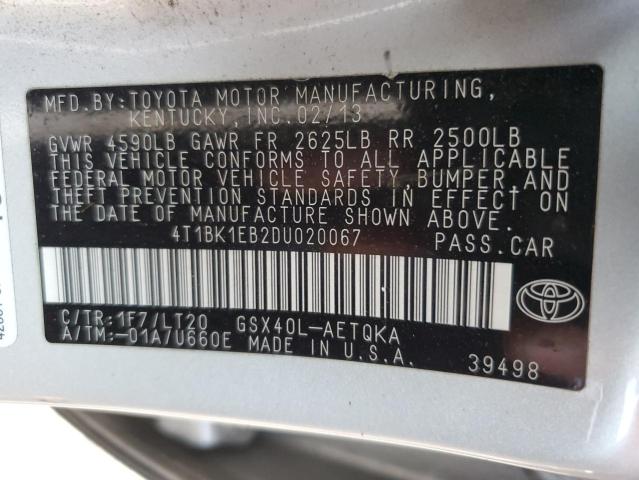 MFD.BY:TOYOTA MOTOR MANUFACTURING,
KENTUCKY,INC.02/13
GVWR 4590LB GAWR FR 2625LB RR 2500LB
THIS VEHICLE CONFORMS TO ALL APPLICABLE
FEDERAL MOTOR VEHICLE SAFETY,BUMPER,AND
THEFT PREVENTION STANDARDS IN EFFECT ON
THE DATE OF MANUFACTURE SHOWN ABOVE.
4T1BK1EB2DU020067 PASS.CAR
C/TR:1F7/LT20 GSX40L-AETQKA
A/TM:-01A/U660E MADE IN U.S.A.
39498